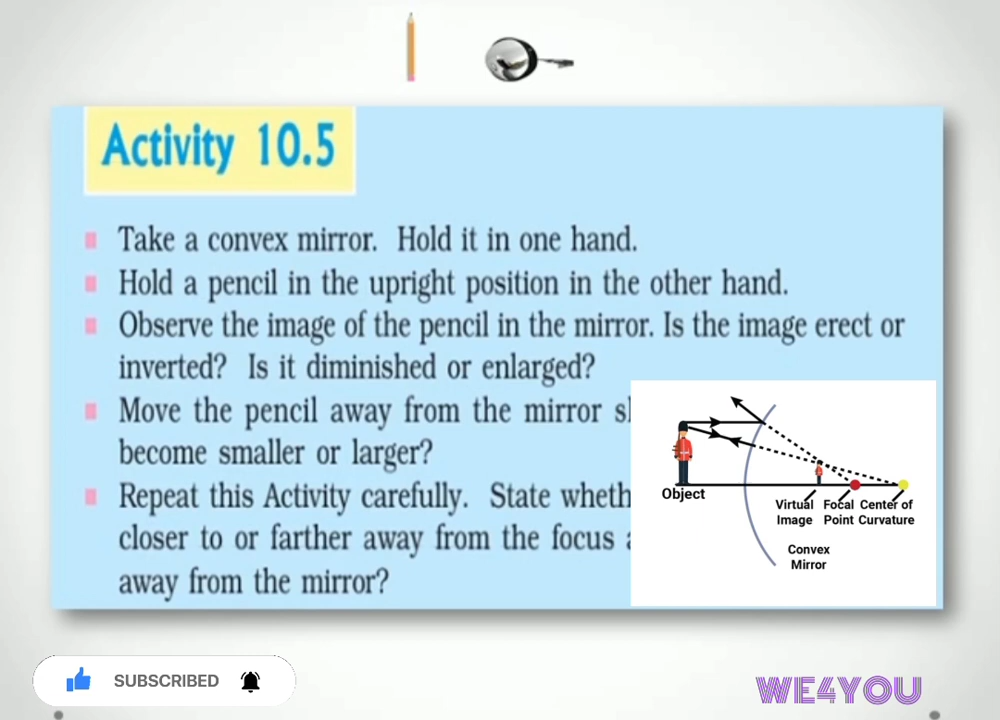 Activity 10.5
Take a convex mirror. Hold it in one hand.
Hold a pencil in the upright position in the other hand.
Observe the image of the pencil in the mirror. Is the image erect or
inverted? Is it diminished or enlarged?
Move the pencil away from the mirror
become smaller or larger?
Repeat this Activity carefully. State
closer to or farther away from the focus
away from the mirror?
Object
Virtual Focal Center of
Image Point Curvature
Convex
Mirror
SUBSCRIBED
WE4YOU